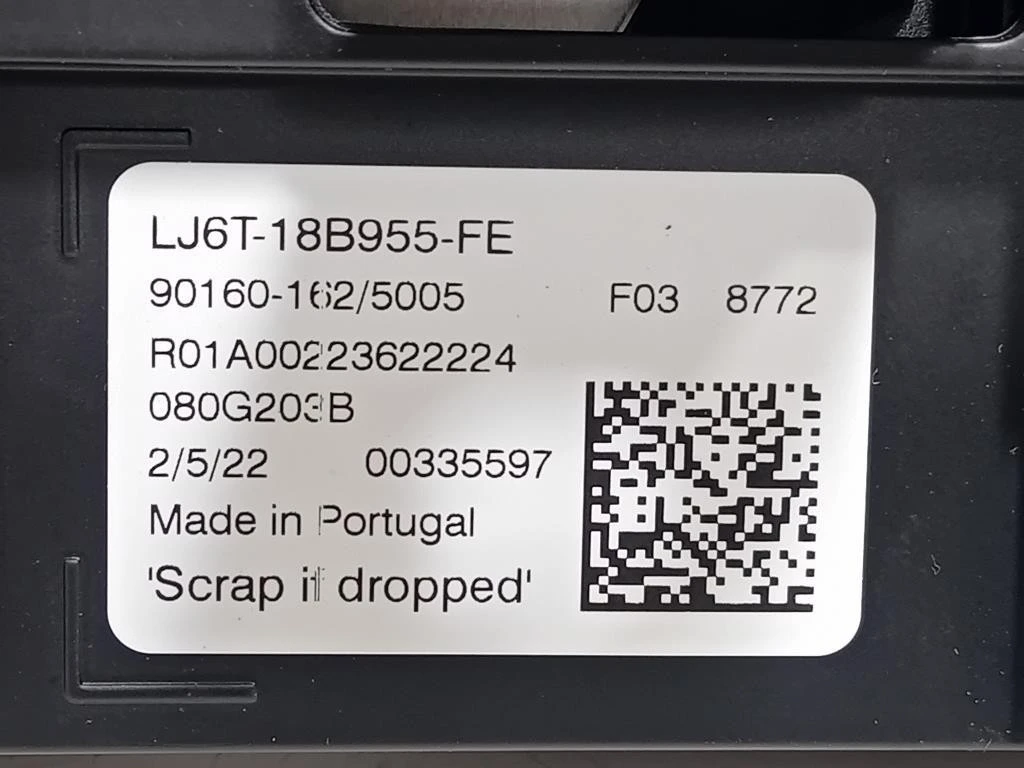 LJ6T-18B955-FE
90160-162/5005 F03 8772
R01A00223622224
080G203B
2/5/22 00335597
Made in Portugal
'Scrap if dropped'